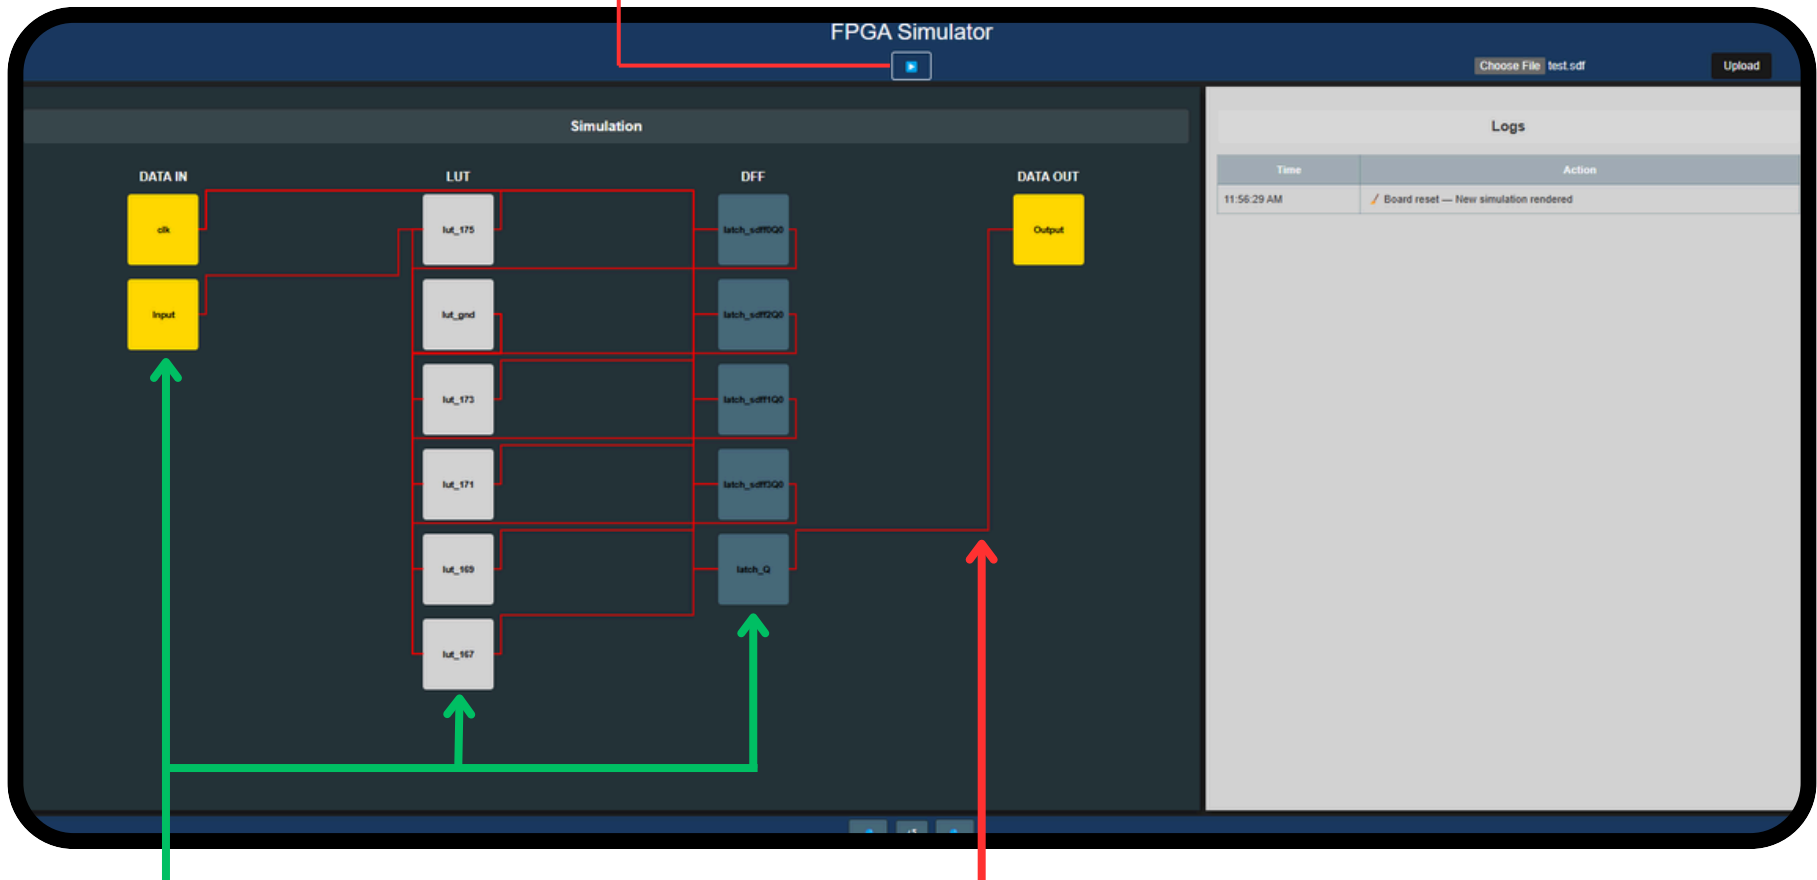 FPGA Simulator
Choose File test.sdf
Upload
Simulation
DATA IN
LUT
DFF
DATA OUT
clk
Input
lut_175
lut_gnd
lut_173
lut_171
lut_169
lut_167
latch_sdff0Q0
latch_sdff2Q0
latch_sdff1Q0
latch_sdff3Q0
latch_Q
Output
Logs
Time Action
11:56:29 AM Board reset — New simulation rendered